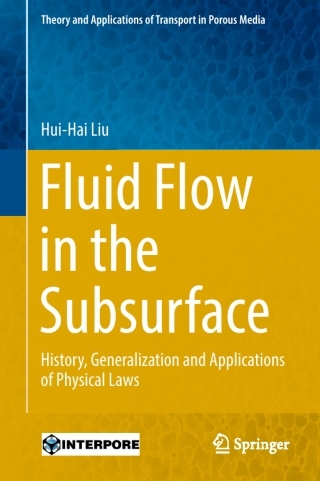 Theory and Applications of Transport in Porous Media
Hui-Hai Liu
Fluid Flow
in the
Subsurface
History, Generalization and Applications
of Physical Laws
INTERPORE
Springer